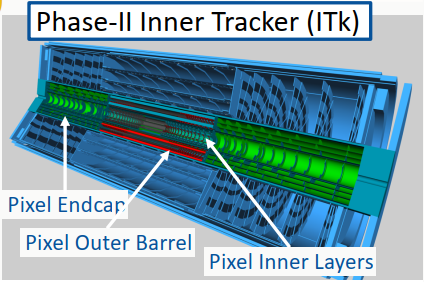 Phase-II Inner Tracker (ITk)
Pixel Endcap
Pixel Outer Barrel
Pixel Inner Layers